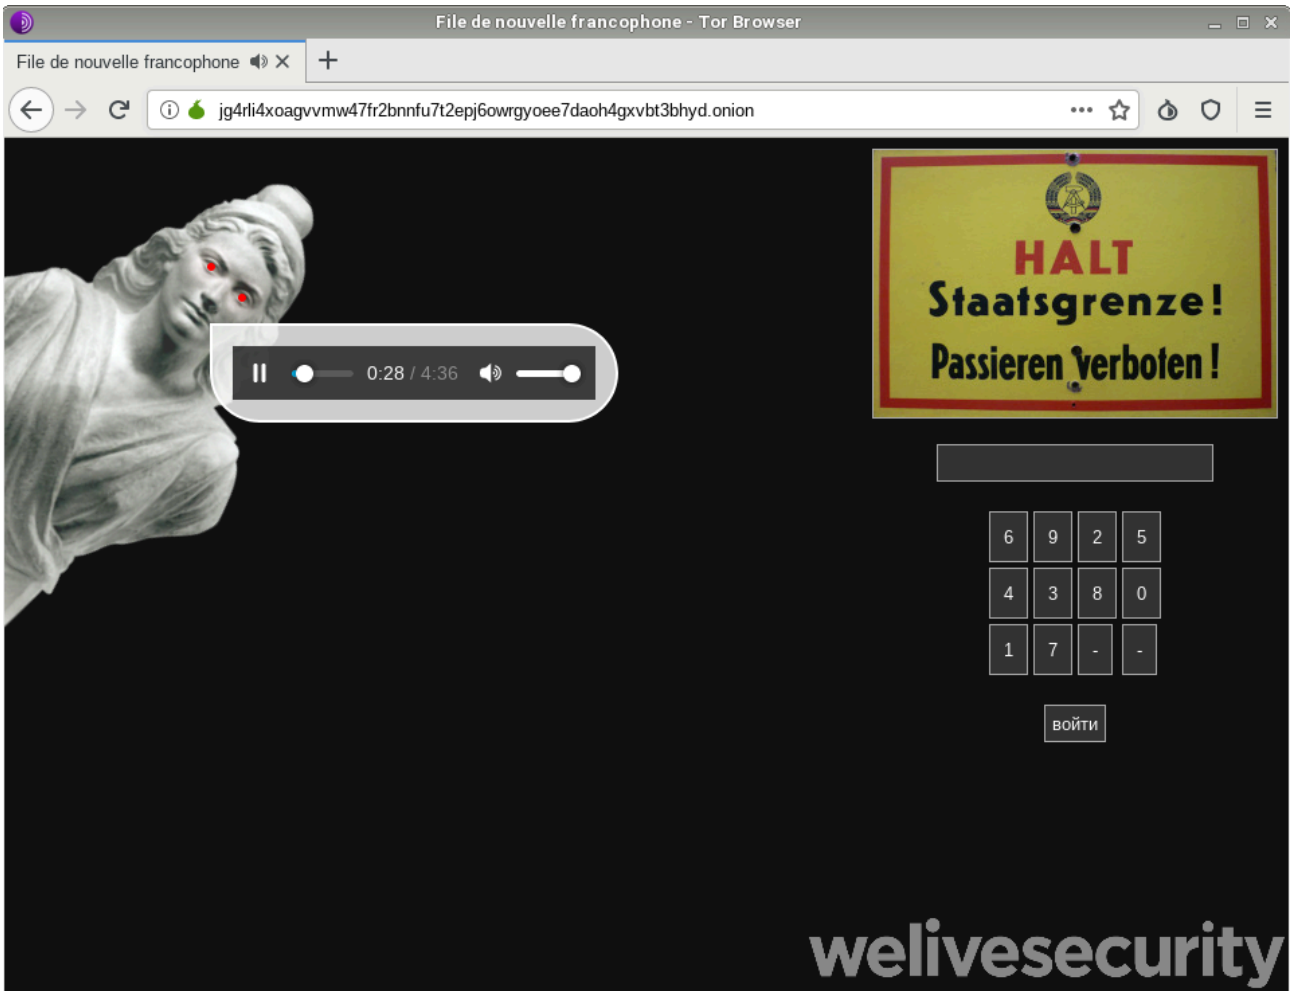 File de nouvelle francophone - Tor Browser
File de nouvelle francophone
jg4rli4xoagvvmw47fr2bnnfu7t2epj6owrgyoee7daoh4gxvbt3bhyd.onion
HALT
Staatsgrenze!
Passieren verboten!
0:28 / 4:36
6 9 2 5
4 3 8 0
1 7 - -
войти
welivesecurity